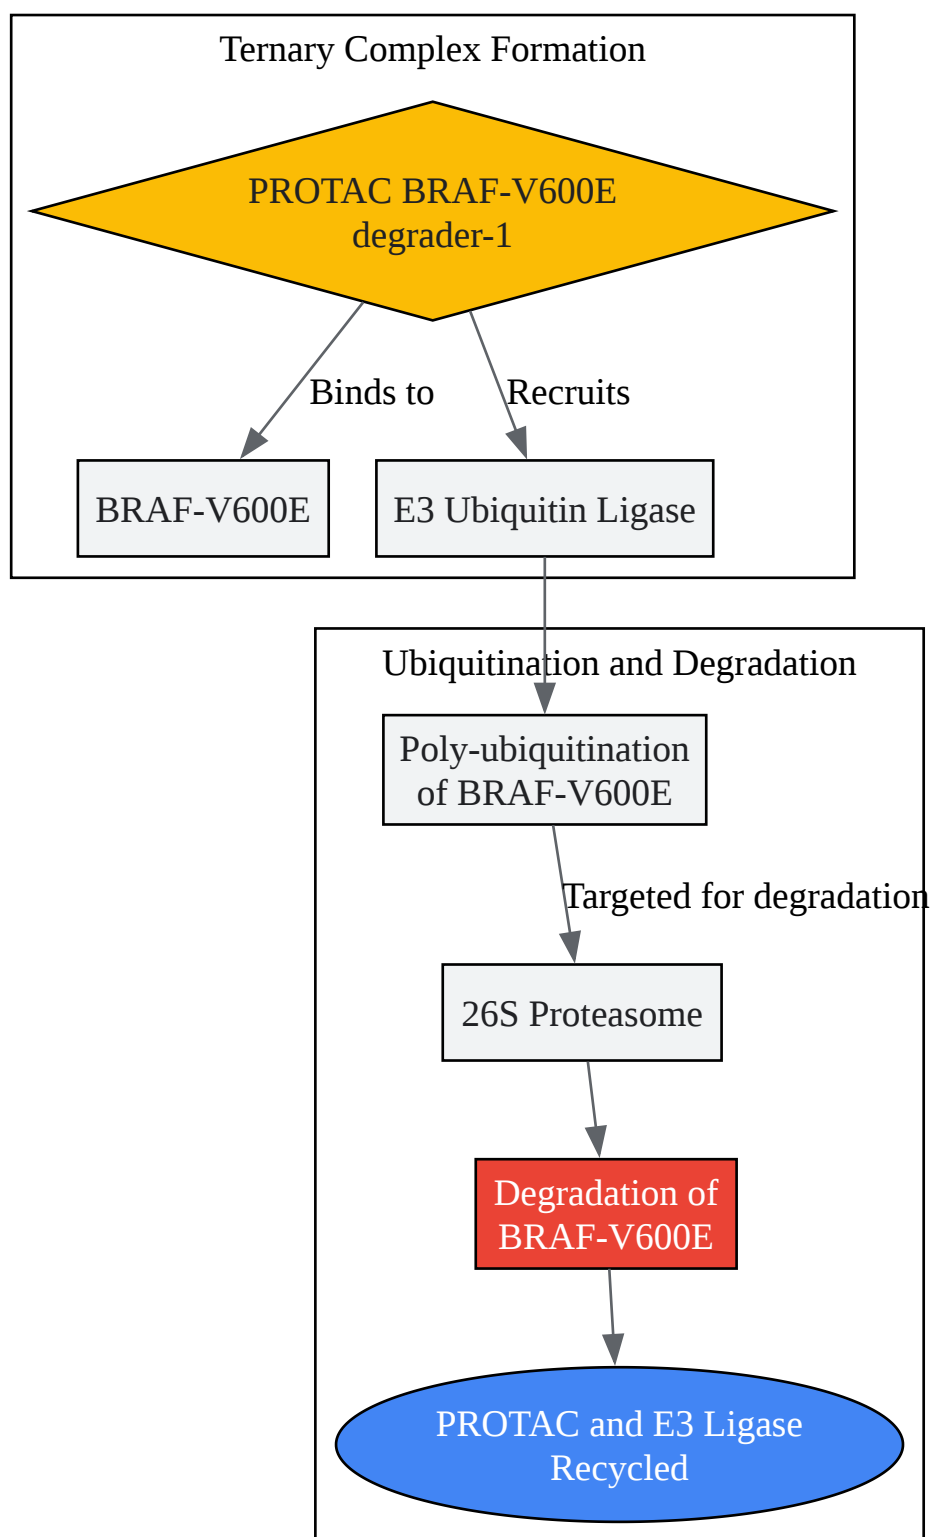 Ternary Complex Formation
PROTAC BRAF-V600E
degrader-1
Binds to
Recruits
BRAF-V600E
E3 Ubiquitin Ligase
Ubiquitination and Degradation
Poly-ubiquitination
of BRAF-V600E
Targeted for degradation
26S Proteasome
Degradation of
BRAF-V600E
PROTAC and E3 Ligase
Recycled